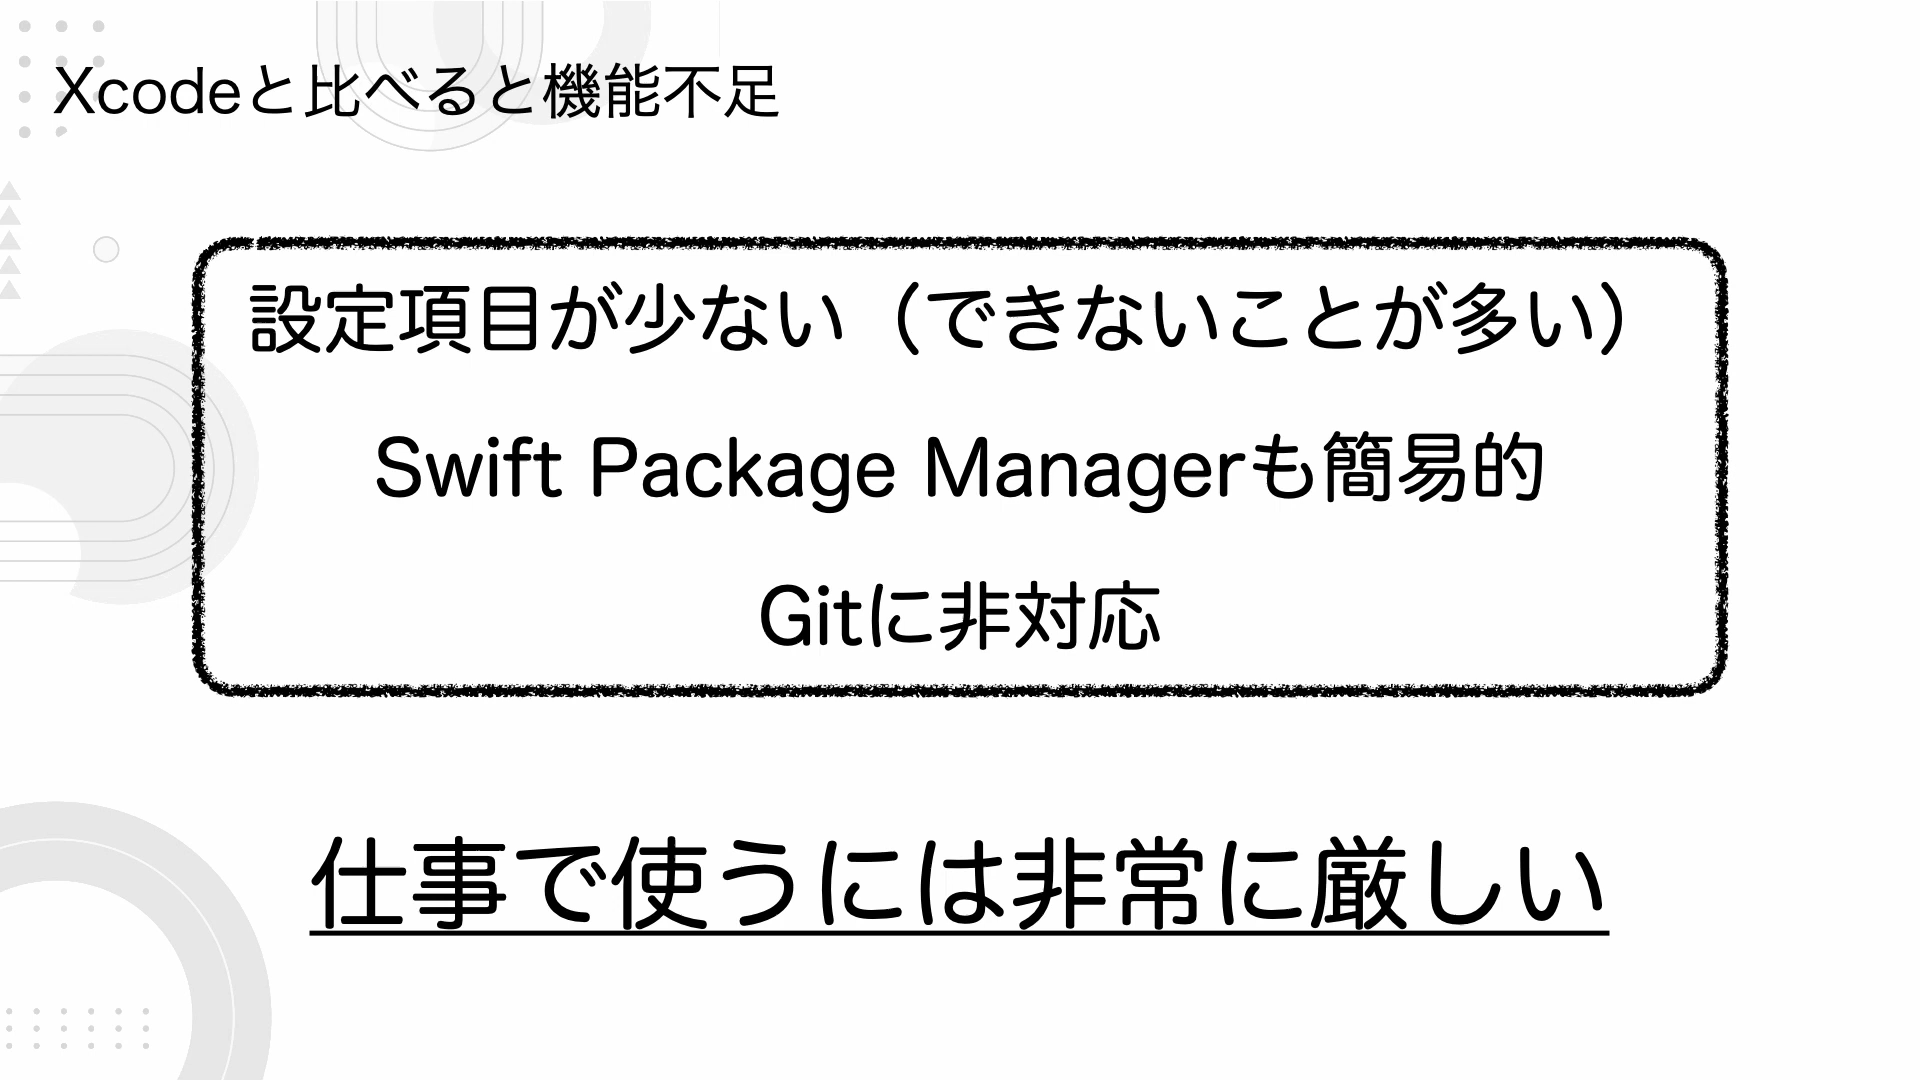 Xcodeと比べると機能不足
設定項目が少ない（できないことが多い）
Swift Package Managerも簡易的
Gitに非対応
仕事で使うには非常に厳しい